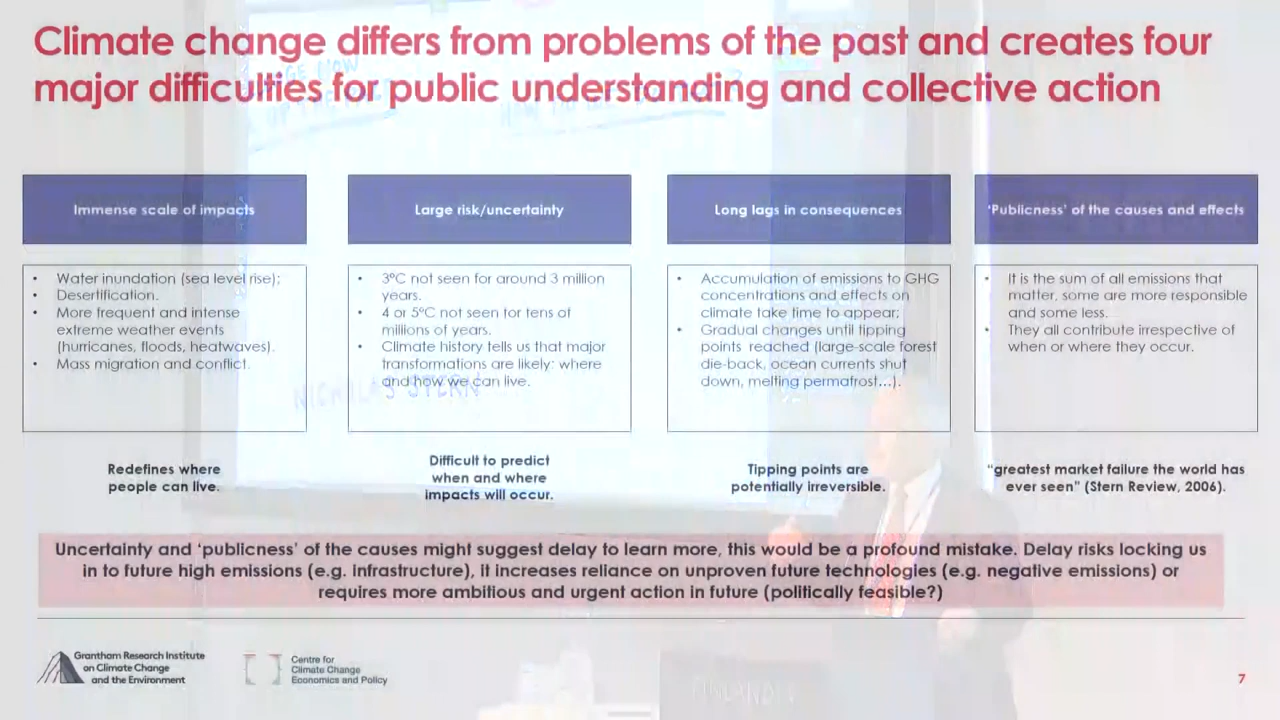 Climate change differs from problems of the past and creates four
major difficulties for public understanding and collective action
Immense scale of impacts
• Water inundation (sea level rise);
• Desertification.
• More frequent and intense
extreme weather events
(hurricanes, floods, heatwaves).
• Mass migration and conflict.
Redefines where
people can live.
Large risk/uncertainty
• 3°C not seen for around 3 million
years.
• 4 or 5°C not seen for tens of
millions of years.
• Climate history tells us that major
transformations are likely: where
and how we can live.
Difficult to predict
when and where
impacts will occur.
Long lags in consequences
• Accumulation of emissions to GHG
concentrations and effects on
climate take time to appear;
• Gradual changes until tipping
points reached (large-scale forest
die-back, ocean currents shut
down, melting permafrost…).
Tipping points are
potentially irreversible.
'Publicness' of the causes and effects
• It is the sum of all emissions that
matter, some are more responsible
and some less.
• They all contribute irrespective of
when or where they occur.
"greatest market failure the world has
ever seen" (Stern Review, 2006).
Uncertainty and 'publicness' of the causes might suggest delay to learn more, this would be a profound mistake. Delay risks locking us
in to future high emissions (e.g. infrastructure), it increases reliance on unproven future technologies (e.g. negative emissions) or
requires more ambitious and urgent action in future (politically feasible?)
NICHOLAS STERN
Grantham Research Institute
on Climate Change
and the Environment
Centre for
Climate Change
Economics and Policy
7